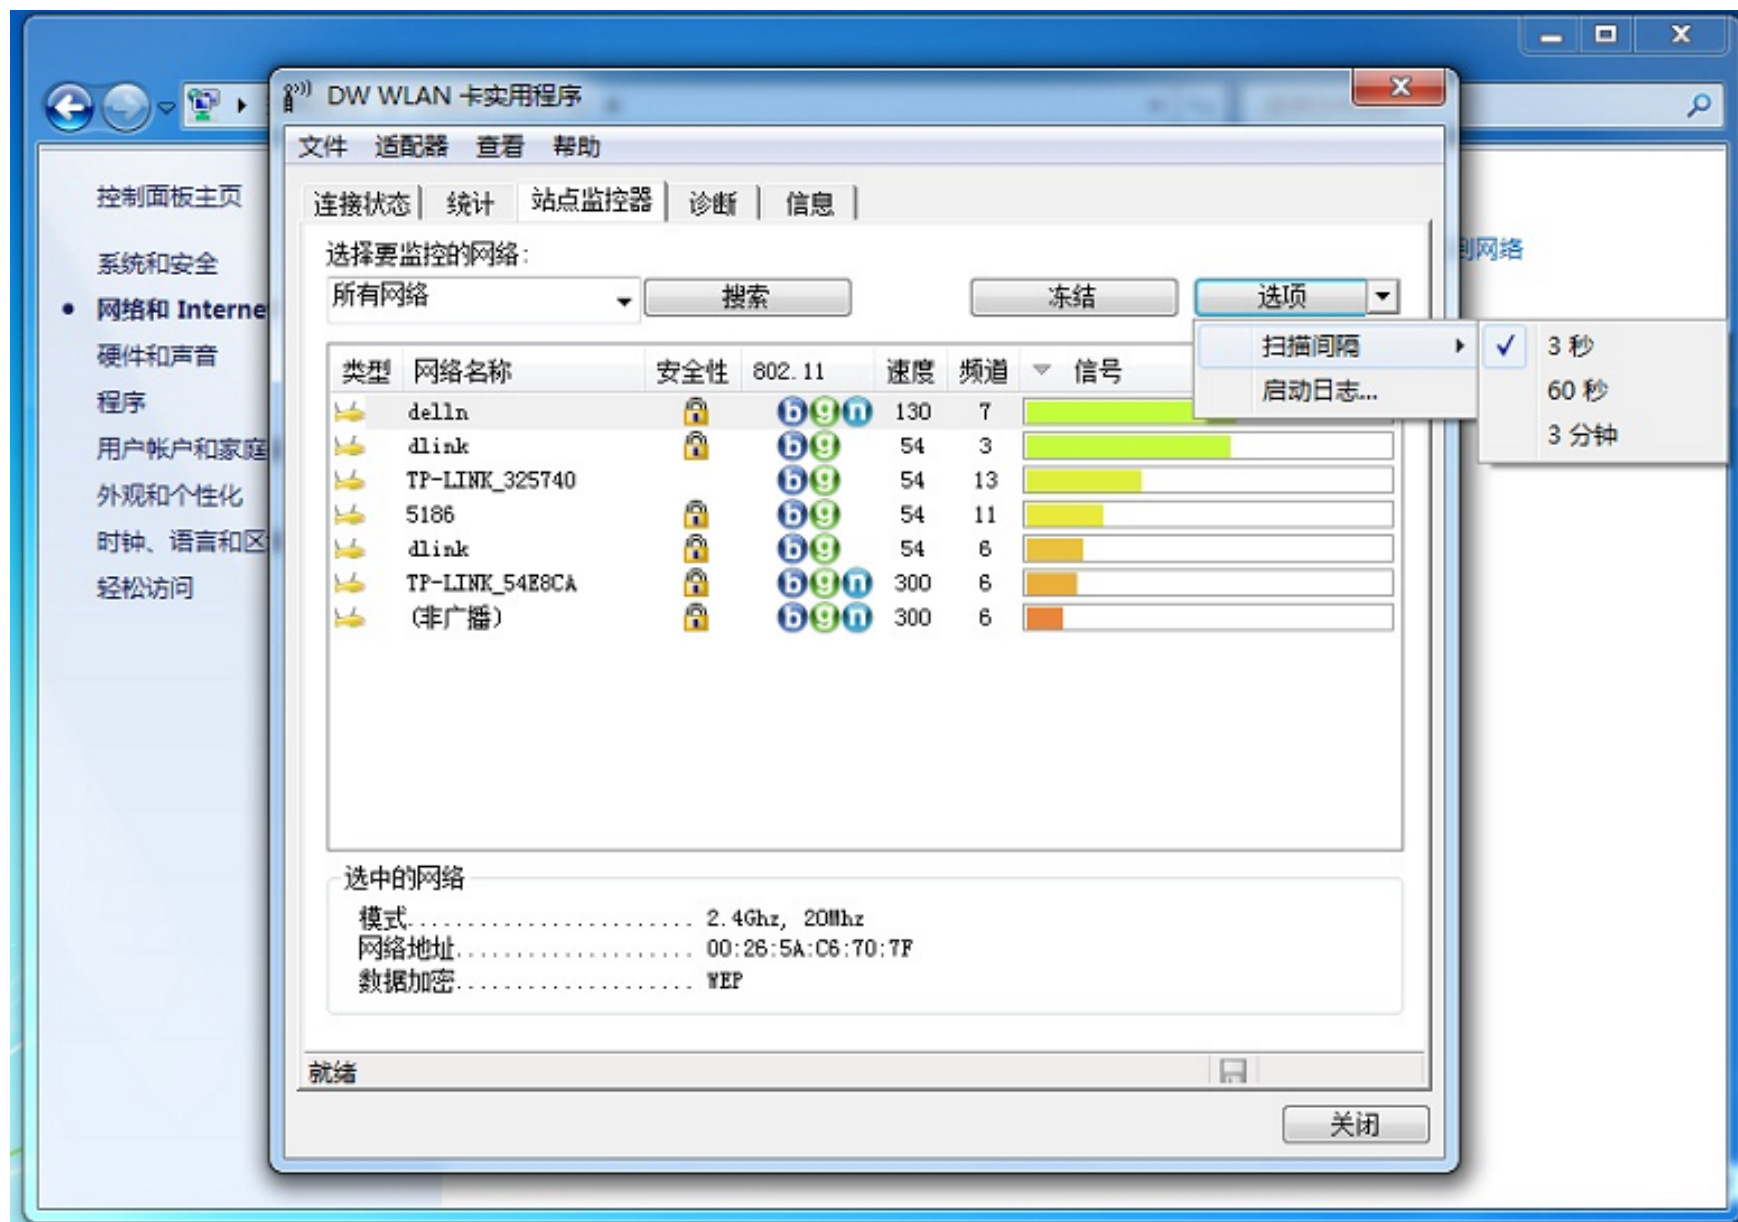 DW WLAN 卡实用程序
文件 适配器 查看 帮助
控制面板主页
系统和安全
网络和 Interne
硬件和声音
程序
用户帐户和家庭
外观和个性化
时钟、语言和区
轻松访问
连接状态 统计 站点监控器 诊断 信息
选择要监控的网络:
所有网络 搜索 冻结 选项
到网络
扫描间隔 3 秒
启动日志... 60 秒
3 分钟
类型 网络名称 安全性 802.11 速度 频道 信号
delln b g n 130 7
dlink b g 54 3
TP-LINK_325740 b g 54 13
5186 b g 54 11
dlink b g 54 6
TP-LINK_54E8CA b g n 300 6
(非广播) b g n 300 6
选中的网络
模式........................ 2.4Ghz, 20Mhz
网络地址.................... 00:26:5A:C6:70:7F
数据加密.................... WEP
就绪
关闭